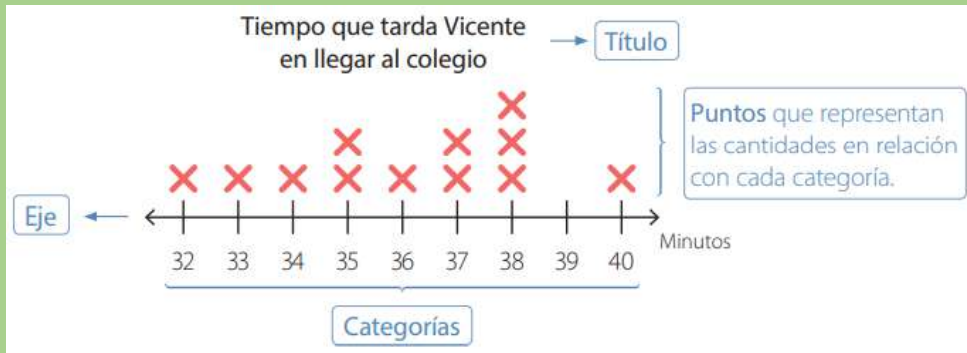 Tiempo que tarda Vicente
en llegar al colegio
Título
Puntos que representan
las cantidades en relación
con cada categoría.
Eje
Minutos
32 33 34 35 36 37 38 39 40
Categorías